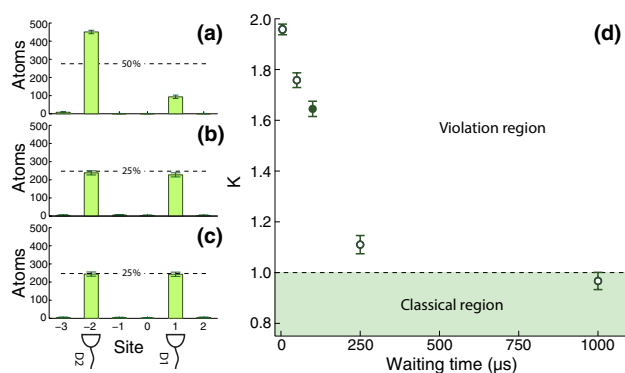 500
400
300
200
100
0
Atoms
(a)
50%
500
400
300
200
100
0
Atoms
(b)
25%
500
400
300
200
100
0
Atoms
(c)
25%
−3 −2 −1 0 1 2
Site
D2
D1
(d)
2.0
1.8
1.6
1.4
1.2
1.0
0.8
K
Violation region
Classical region
0 250 500 750 1000
Waiting time (µs)